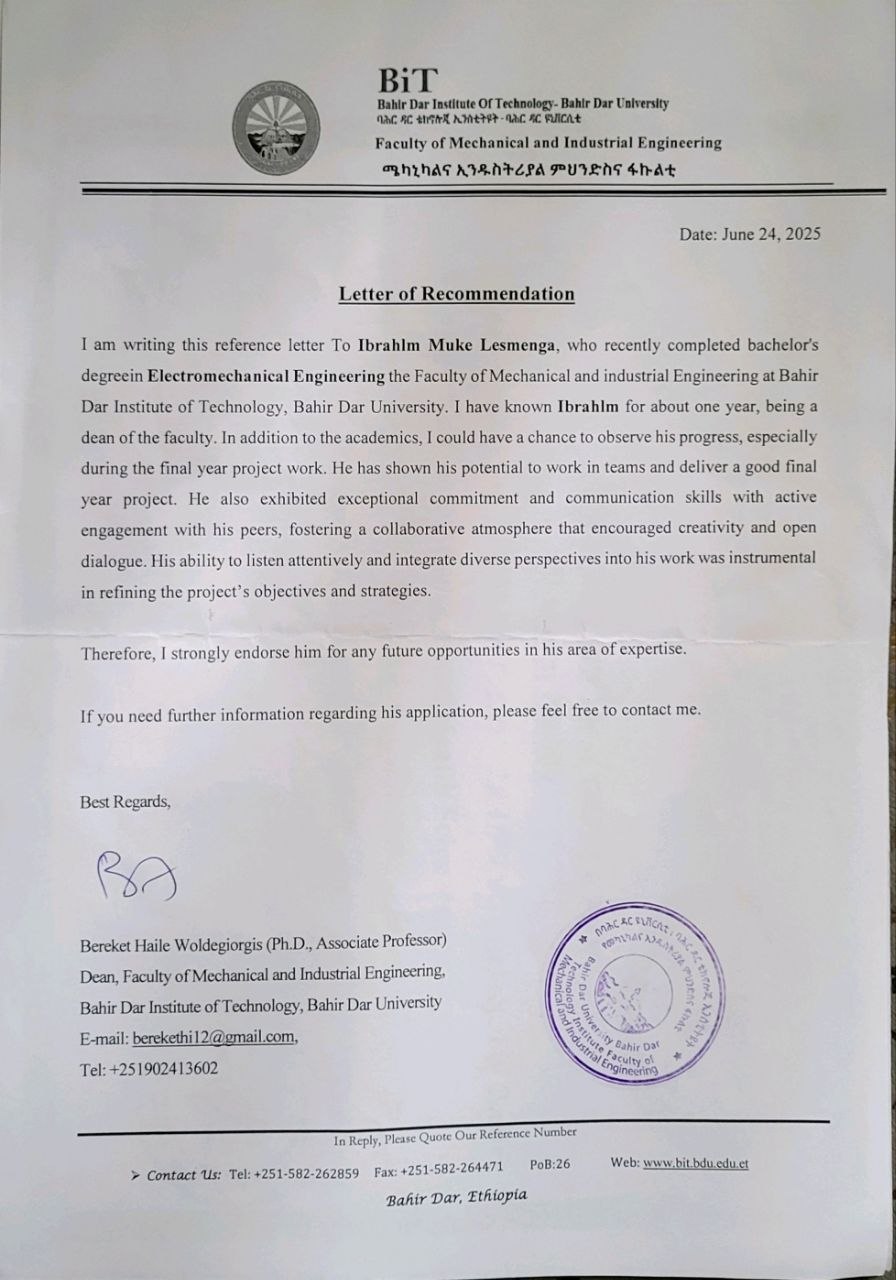 BiT
Bahir Dar Institute Of Technology- Bahir Dar University
ባሕር ዳር ቴክኖሎጂ ኢንስቲትዩት - ባሕር ዳር ዩኒቨርሲቲ
Faculty of Mechanical and Industrial Engineering
ሜካኒካልና ኢንዱስትሪያል ምህንድስና ፋኩልቲ
Date: June 24, 2025
Letter of Recommendation
I am writing this reference letter To Ibrahlm Muke Lesmenga, who recently completed bachelor's
degreein Electromechanical Engineering the Faculty of Mechanical and industrial Engineering at Bahir
Dar Institute of Technology, Bahir Dar University. I have known Ibrahlm for about one year, being a
dean of the faculty. In addition to the academics, I could have a chance to observe his progress, especially
during the final year project work. He has shown his potential to work in teams and deliver a good final
year project. He also exhibited exceptional commitment and communication skills with active
engagement with his peers, fostering a collaborative atmosphere that encouraged creativity and open
dialogue. His ability to listen attentively and integrate diverse perspectives into his work was instrumental
in refining the project’s objectives and strategies.
Therefore, I strongly endorse him for any future opportunities in his area of expertise.
If you need further information regarding his application, please feel free to contact me.
Best Regards,
Bereket Haile Woldegiorgis (Ph.D., Associate Professor)
Dean, Faculty of Mechanical and Industrial Engineering,
Bahir Dar Institute of Technology, Bahir Dar University
E-mail: berekethi12@gmail.com,
Tel: +251902413602
Bahir Dar University Bahir Dar
Technology Institute Faculty of
Mechanical and Industrial Engineering
In Reply, Please Quote Our Reference Number
➢ Contact Us: Tel: +251-582-262859 Fax: +251-582-264471 PoB:26 Web: www.bit.bdu.edu.et
Bahir Dar, Ethiopia